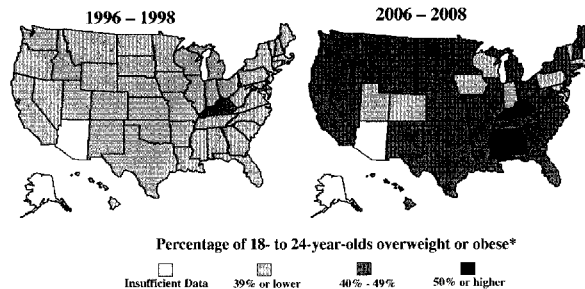 1996 – 1998
2006 – 2008
Percentage of 18- to 24-year-olds overweight or obese*
Insufficient Data
39% or lower
40% - 49%
50% or higher